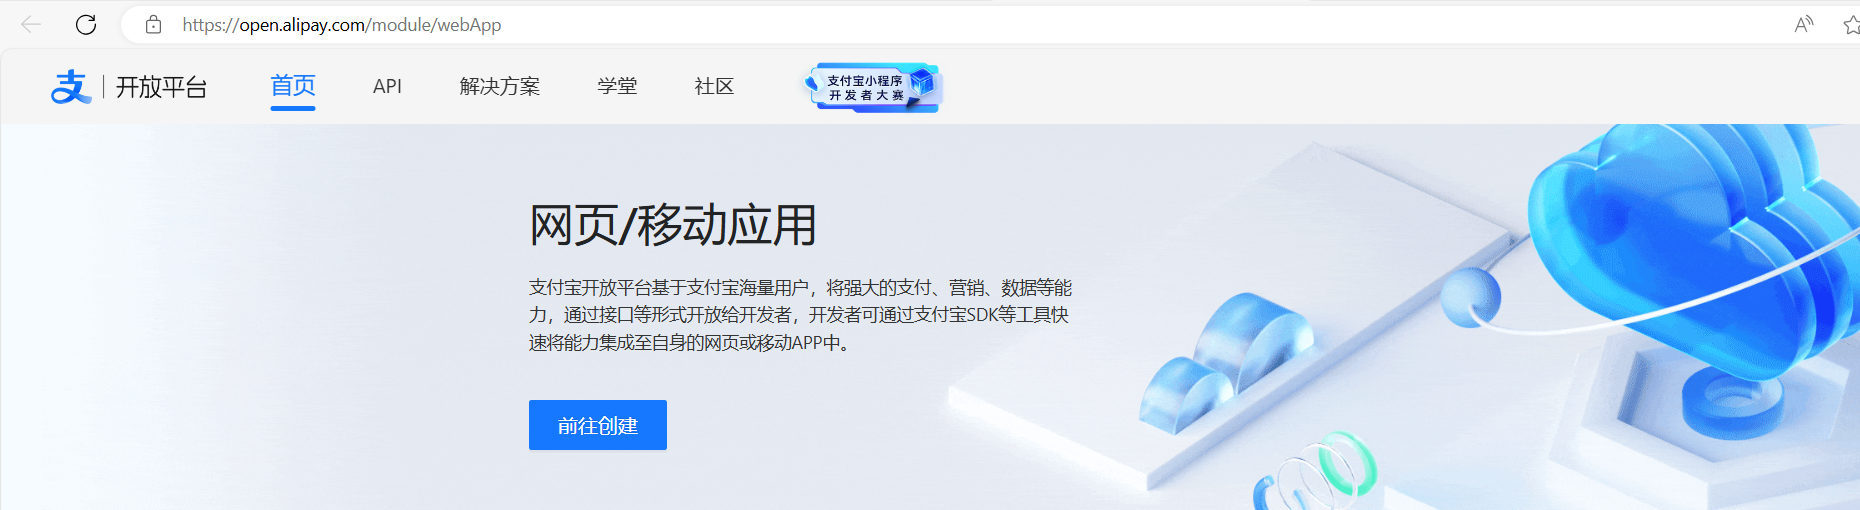 https://open.alipay.com/module/webApp
支 | 开放平台
首页
API
解决方案
学堂
社区
支付宝小程序
开发者大赛
网页/移动应用
支付宝开放平台基于支付宝海量用户，将强大的支付、营销、数据等能
力，通过接口等形式开放给开发者，开发者可通过支付宝SDK等工具快
速将能力集成至自身的网页或移动APP中。
前往创建